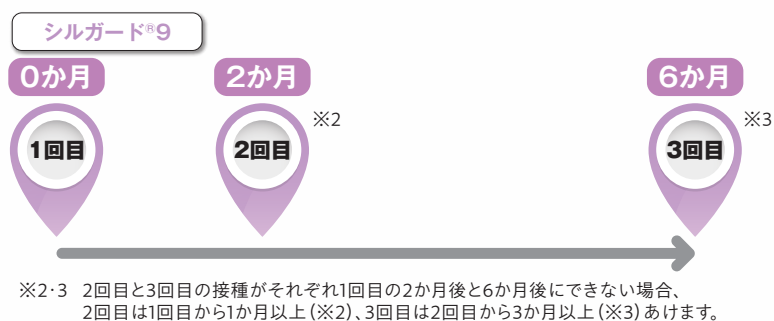 シルガード®9
0か月 2か月 6か月
1回目 2回目 ※2 3回目 ※3
※2・3 2回目と3回目の接種がそれぞれ1回目の2か月後と6か月後にできない場合、
2回目は1回目から1か月以上(※2)、3回目は2回目から3か月以上(※3)あけます。